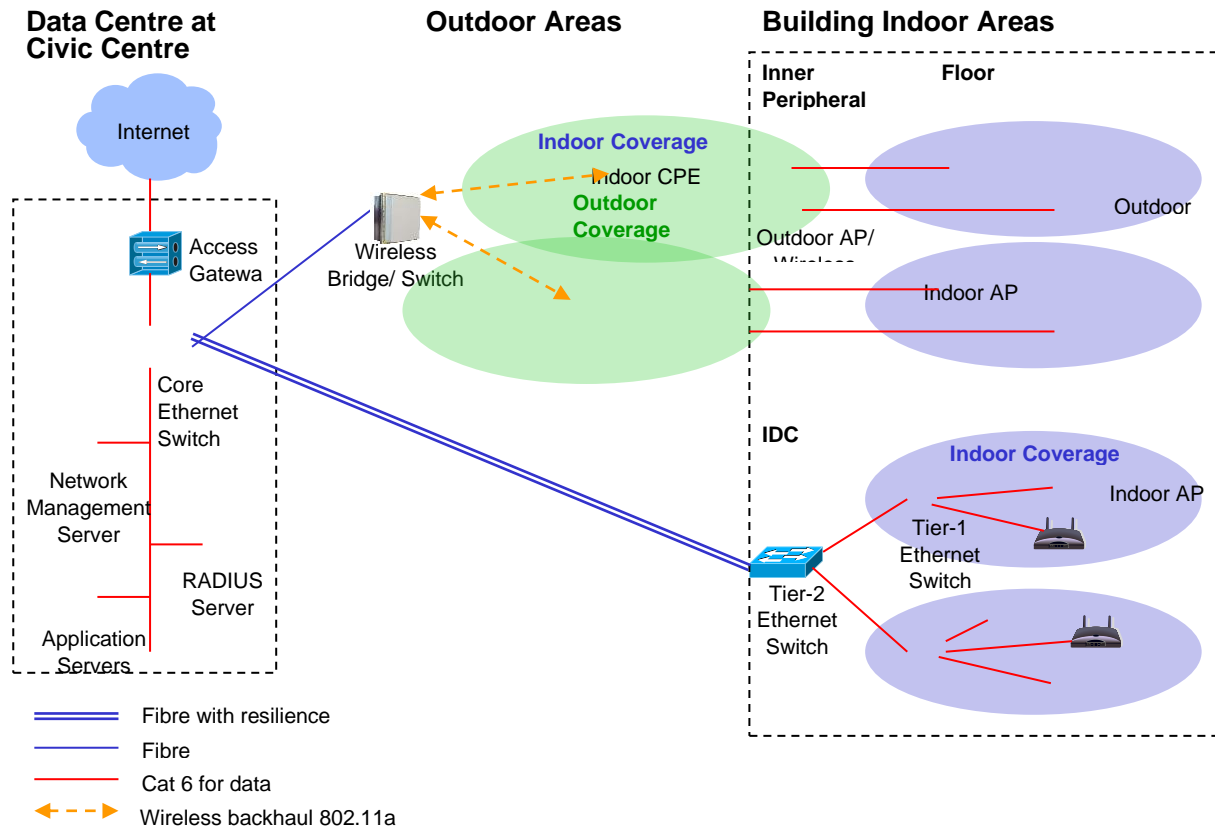 Data Centre at
Civic Centre
Outdoor Areas
Building Indoor Areas
Internet
Access
Gatewa
Core
Ethernet
Switch
Network
Management
Server
RADIUS
Server
Application
Servers
Wireless
Bridge/ Switch
Indoor Coverage
Indoor CPE
Outdoor
Coverage
Inner
Peripheral
Floor
Outdoor
Outdoor AP/
Wireless
Indoor AP
IDC
Indoor Coverage
Indoor AP
Tier-1
Ethernet
Switch
Tier-2
Ethernet
Switch
Fibre with resilience
Fibre
Cat 6 for data
Wireless backhaul 802.11a